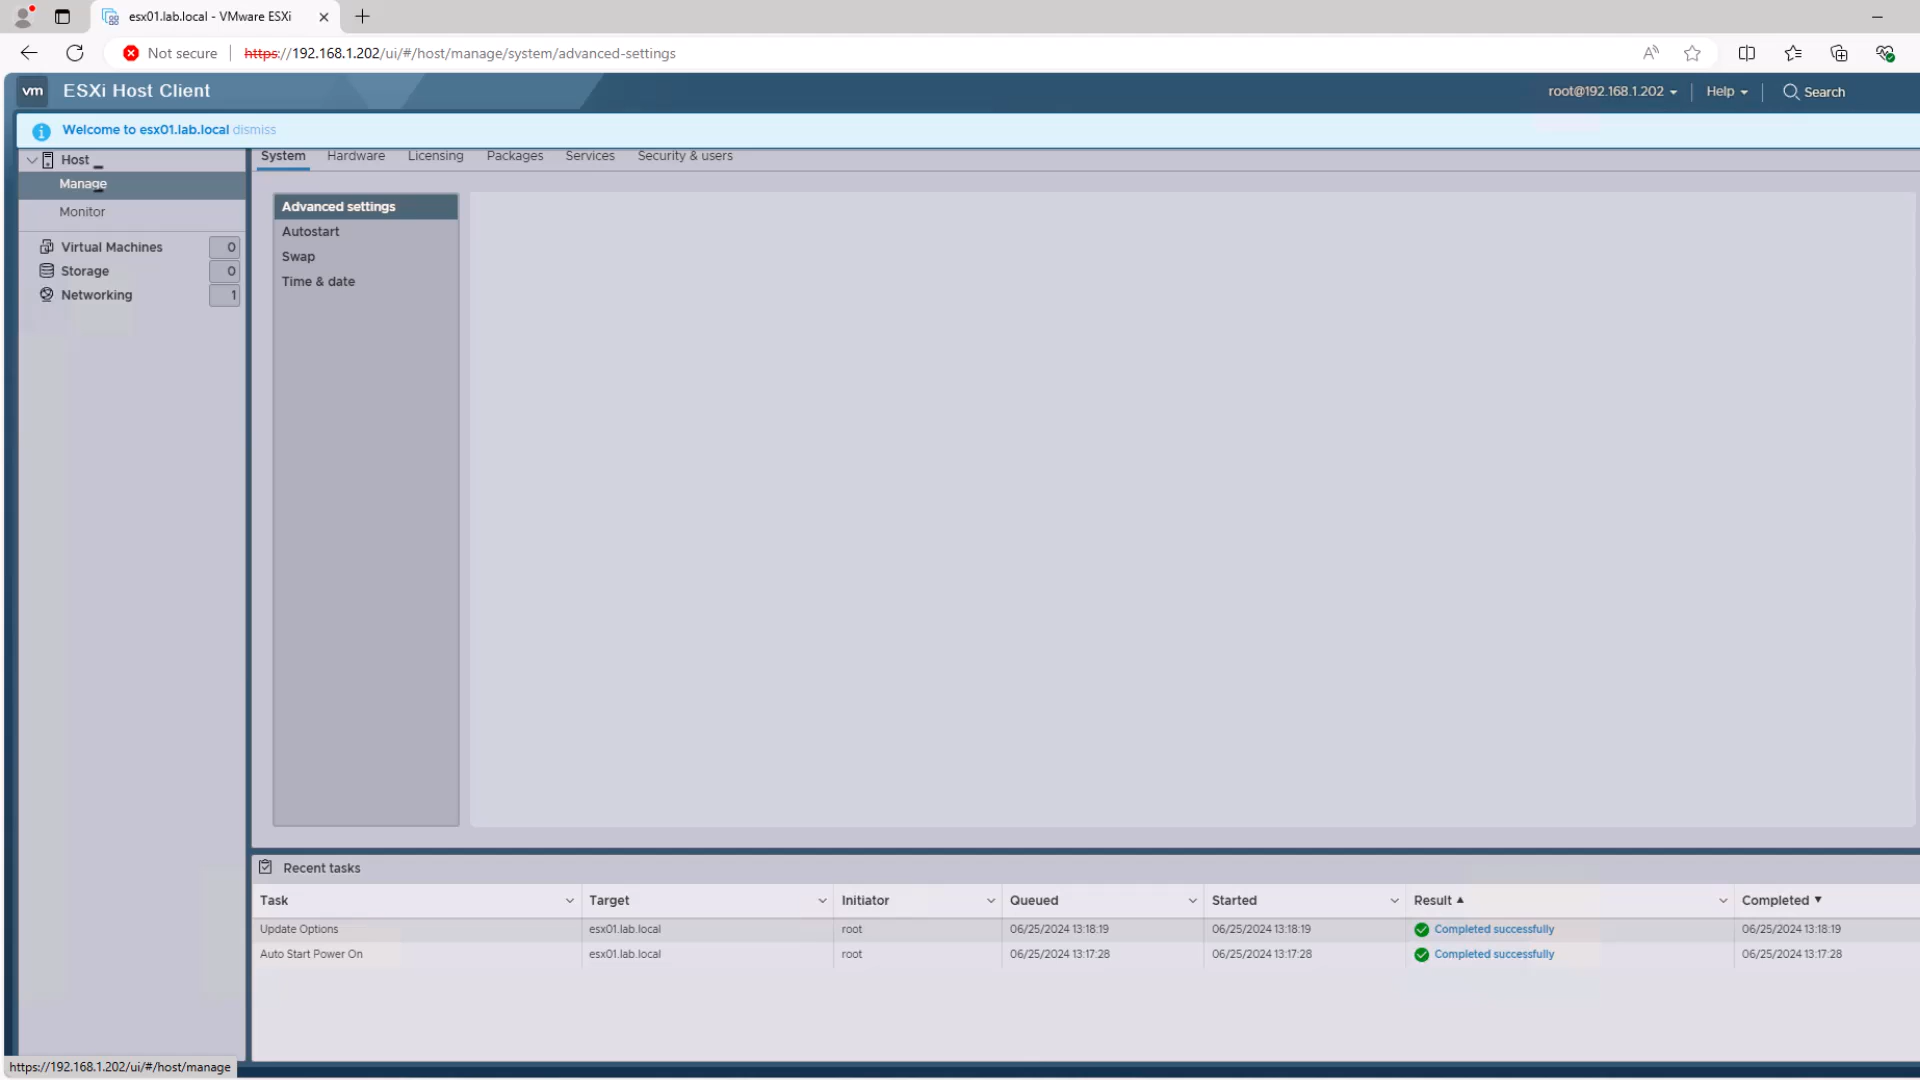 esx01.lab.local - VMware ESXi
Not secure https://192.168.1.202/ui/#/host/manage/system/advanced-settings
vm ESXi Host Client root@192.168.1.202 Help Search
Welcome to esx01.lab.local dismiss
Host
Manage
Monitor
Virtual Machines 0
Storage 0
Networking 1
System Hardware Licensing Packages Services Security & users
Advanced settings
Autostart
Swap
Time & date
Recent tasks
Task Target Initiator Queued Started Result Completed
Update Options esx01.lab.local root 06/25/2024 13:18:19 06/25/2024 13:18:19 Completed successfully 06/25/2024 13:18:19
Auto Start Power On esx01.lab.local root 06/25/2024 13:17:28 06/25/2024 13:17:28 Completed successfully 06/25/2024 13:17:28
https://192.168.1.202/ui/#/host/manage